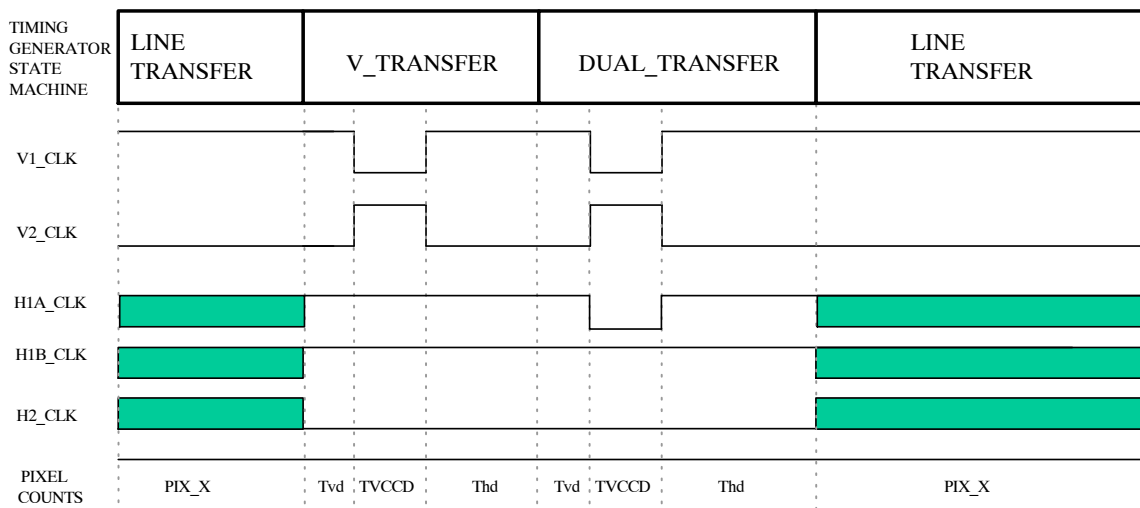 TIMING
GENERATOR
STATE
MACHINE
LINE
TRANSFER
V_TRANSFER
DUAL_TRANSFER
LINE
TRANSFER
V1_CLK
V2_CLK
H1A_CLK
H1B_CLK
H2_CLK
PIXEL
COUNTS
PIX_X
Tvd
TVCCD
Thd
Tvd
TVCCD
Thd
PIX_X